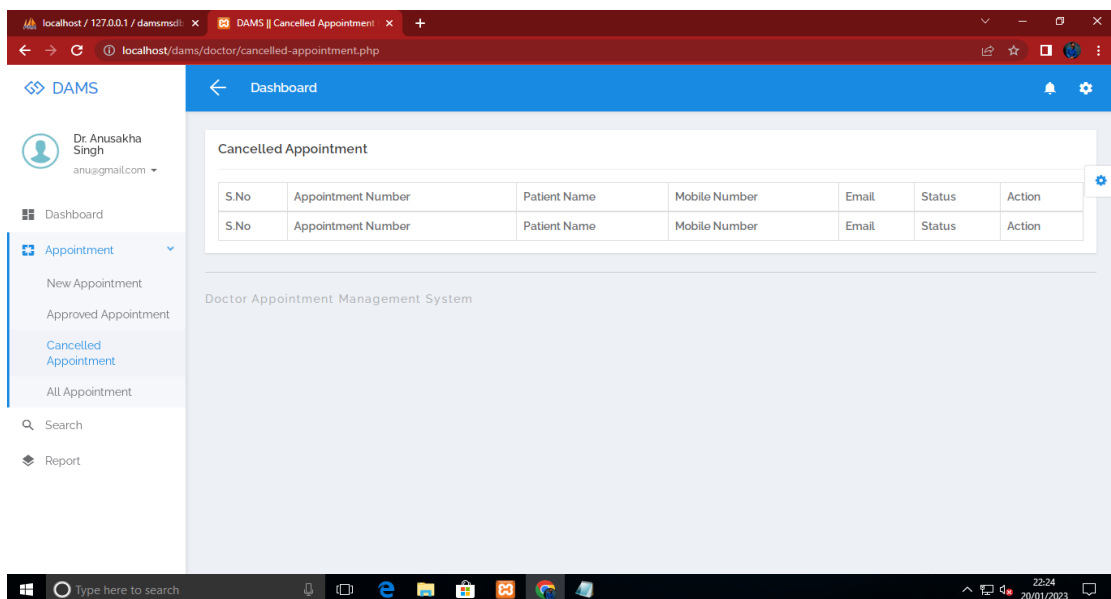 localhost / 127.0.0.1 / damsmsdb
DAMS || Cancelled Appointment
localhost/dams/doctor/cancelled-appointment.php
DAMS
Dashboard
Dr. Anusakha
Singh
anu@gmail.com
Dashboard
Appointment
New Appointment
Approved Appointment
Cancelled
Appointment
All Appointment
Search
Report
Cancelled Appointment
S.No Appointment Number Patient Name Mobile Number Email Status Action
S.No Appointment Number Patient Name Mobile Number Email Status Action
Doctor Appointment Management System
Type here to search
22:24
20/01/2023